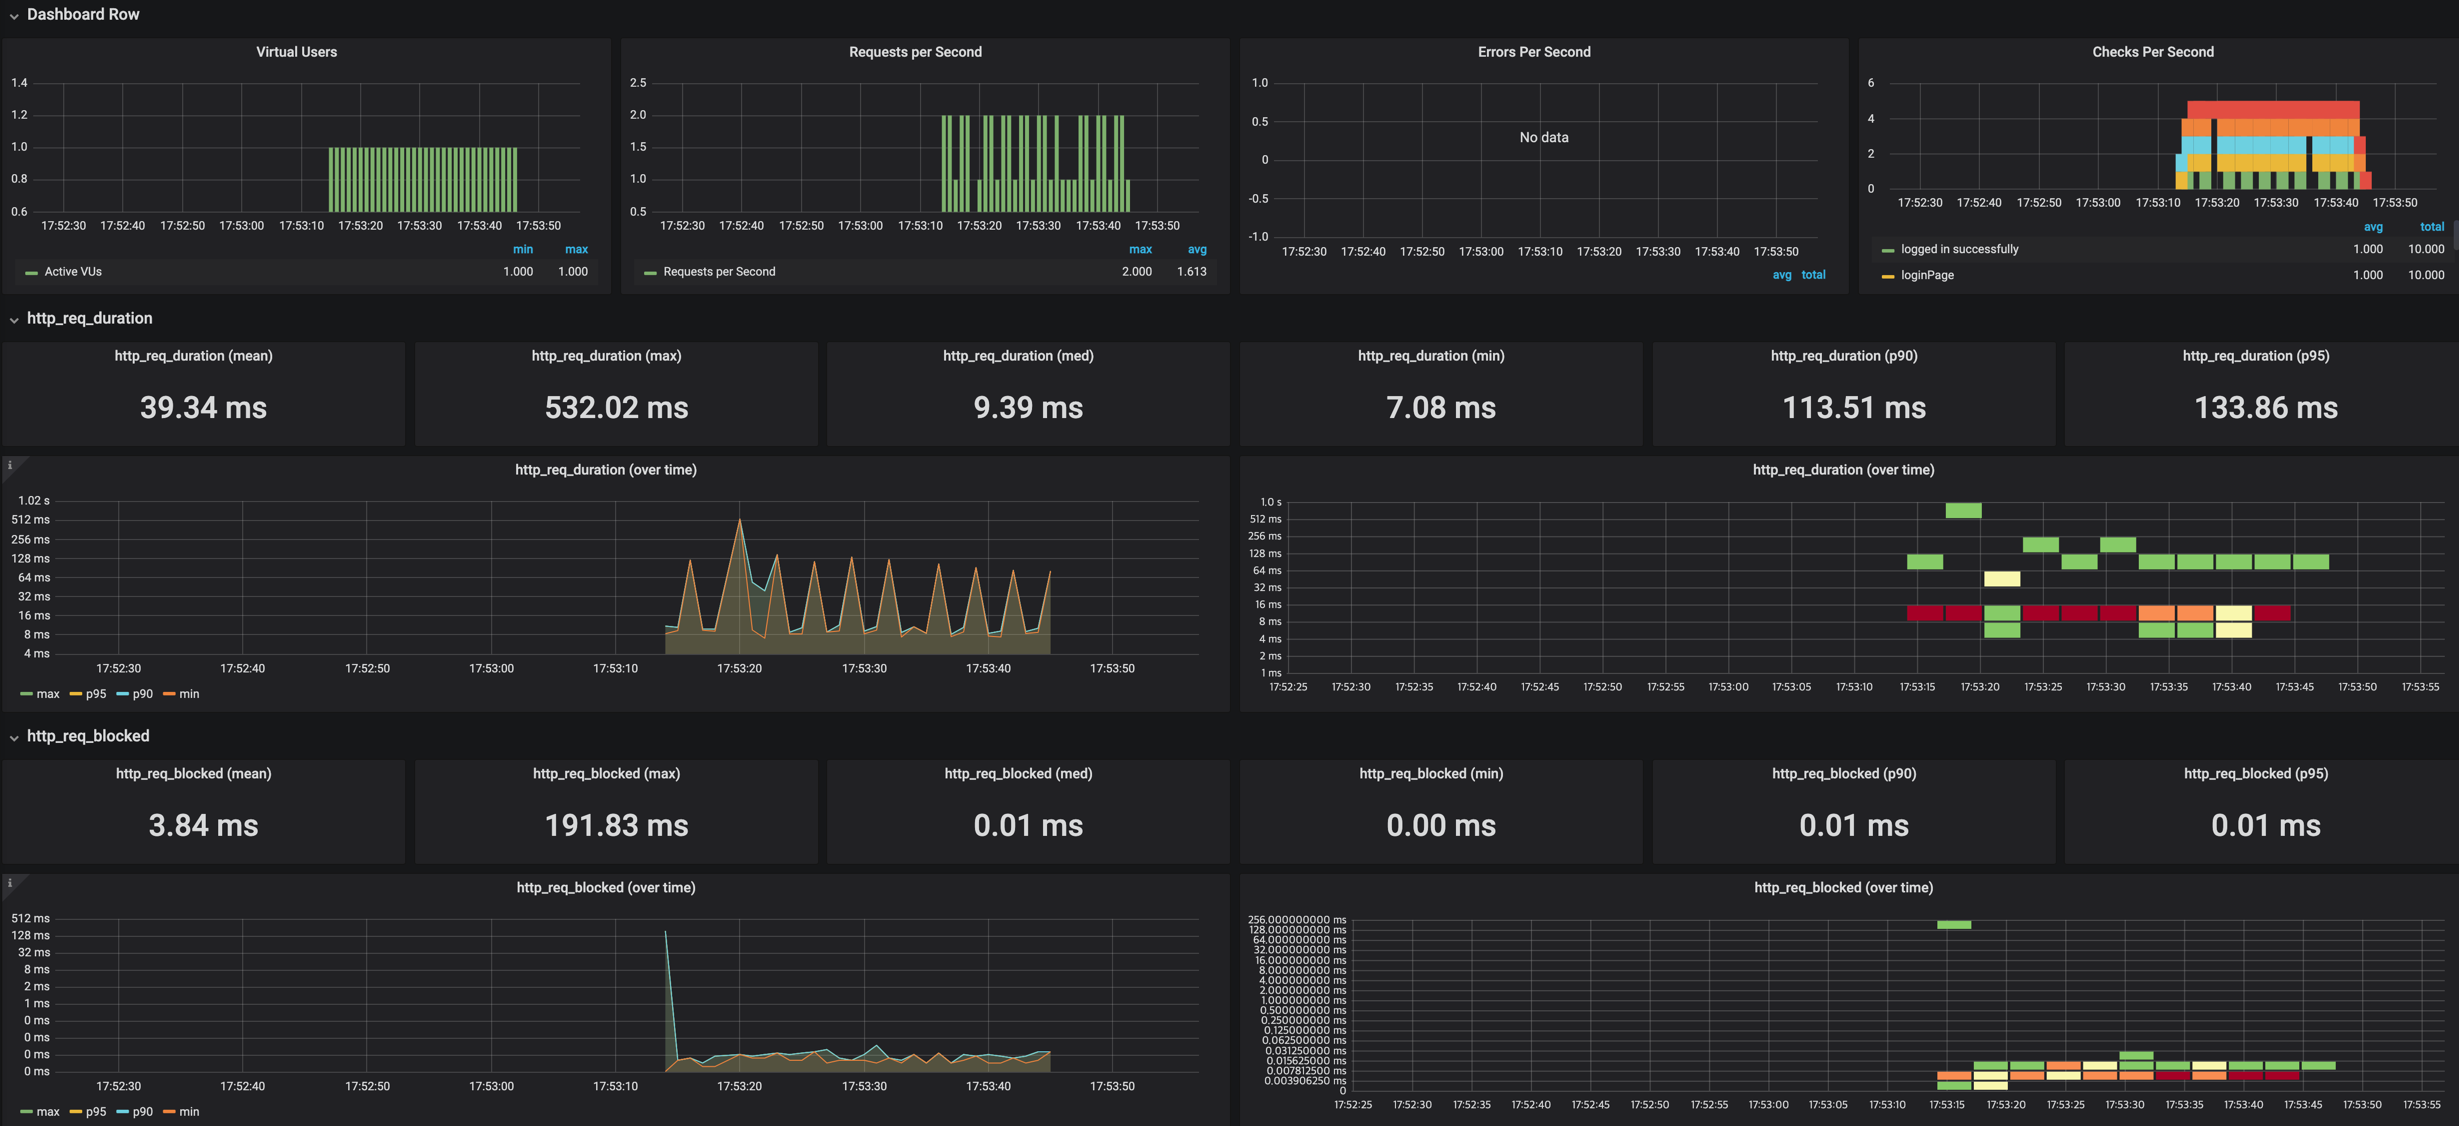 Dashboard Row
Virtual Users
1.4
1.2
1.0
0.8
0.6
17:52:30 17:52:40 17:52:50 17:53:00 17:53:10 17:53:20 17:53:30 17:53:40 17:53:50
min max
Active VUs 1.000 1.000
Requests per Second
2.5
2.0
1.5
1.0
0.5
17:52:30 17:52:40 17:52:50 17:53:00 17:53:10 17:53:20 17:53:30 17:53:40 17:53:50
max avg
Requests per Second 2.000 1.613
Errors Per Second
1.0
0.5
0
-0.5
-1.0
No data
17:52:30 17:52:40 17:52:50 17:53:00 17:53:10 17:53:20 17:53:30 17:53:40 17:53:50
avg total
Checks Per Second
6
4
2
0
17:52:30 17:52:40 17:52:50 17:53:00 17:53:10 17:53:20 17:53:30 17:53:40 17:53:50
avg total
logged in successfully 1.000 10.000
loginPage 1.000 10.000
http_req_duration
http_req_duration (mean)
39.34 ms
http_req_duration (max)
532.02 ms
http_req_duration (med)
9.39 ms
http_req_duration (min)
7.08 ms
http_req_duration (p90)
113.51 ms
http_req_duration (p95)
133.86 ms
i
http_req_duration (over time)
1.02 s
512 ms
256 ms
128 ms
64 ms
32 ms
16 ms
8 ms
4 ms
17:52:30 17:52:40 17:52:50 17:53:00 17:53:10 17:53:20 17:53:30 17:53:40 17:53:50
max p95 p90 min
http_req_duration (over time)
1.0 s
512 ms
256 ms
128 ms
64 ms
32 ms
16 ms
8 ms
4 ms
2 ms
1 ms
17:52:25 17:52:30 17:52:35 17:52:40 17:52:45 17:52:50 17:52:55 17:53:00 17:53:05 17:53:10 17:53:15 17:53:20 17:53:25 17:53:30 17:53:35 17:53:40 17:53:45 17:53:50 17:53:55
http_req_blocked
http_req_blocked (mean)
3.84 ms
http_req_blocked (max)
191.83 ms
http_req_blocked (med)
0.01 ms
http_req_blocked (min)
0.00 ms
http_req_blocked (p90)
0.01 ms
http_req_blocked (p95)
0.01 ms
i
http_req_blocked (over time)
512 ms
128 ms
32 ms
8 ms
2 ms
1 ms
0 ms
0 ms
0 ms
0 ms
17:52:30 17:52:40 17:52:50 17:53:00 17:53:10 17:53:20 17:53:30 17:53:40 17:53:50
max p95 p90 min
http_req_blocked (over time)
256.000000000 ms
128.000000000 ms
64.000000000 ms
32.000000000 ms
16.000000000 ms
8.000000000 ms
4.000000000 ms
2.000000000 ms
1.000000000 ms
0.500000000 ms
0.250000000 ms
0.125000000 ms
0.062500000 ms
0.031250000 ms
0.015625000 ms
0.007812500 ms
0.003906250 ms
0
17:52:25 17:52:30 17:52:35 17:52:40 17:52:45 17:52:50 17:52:55 17:53:00 17:53:05 17:53:10 17:53:15 17:53:20 17:53:25 17:53:30 17:53:35 17:53:40 17:53:45 17:53:50 17:53:55